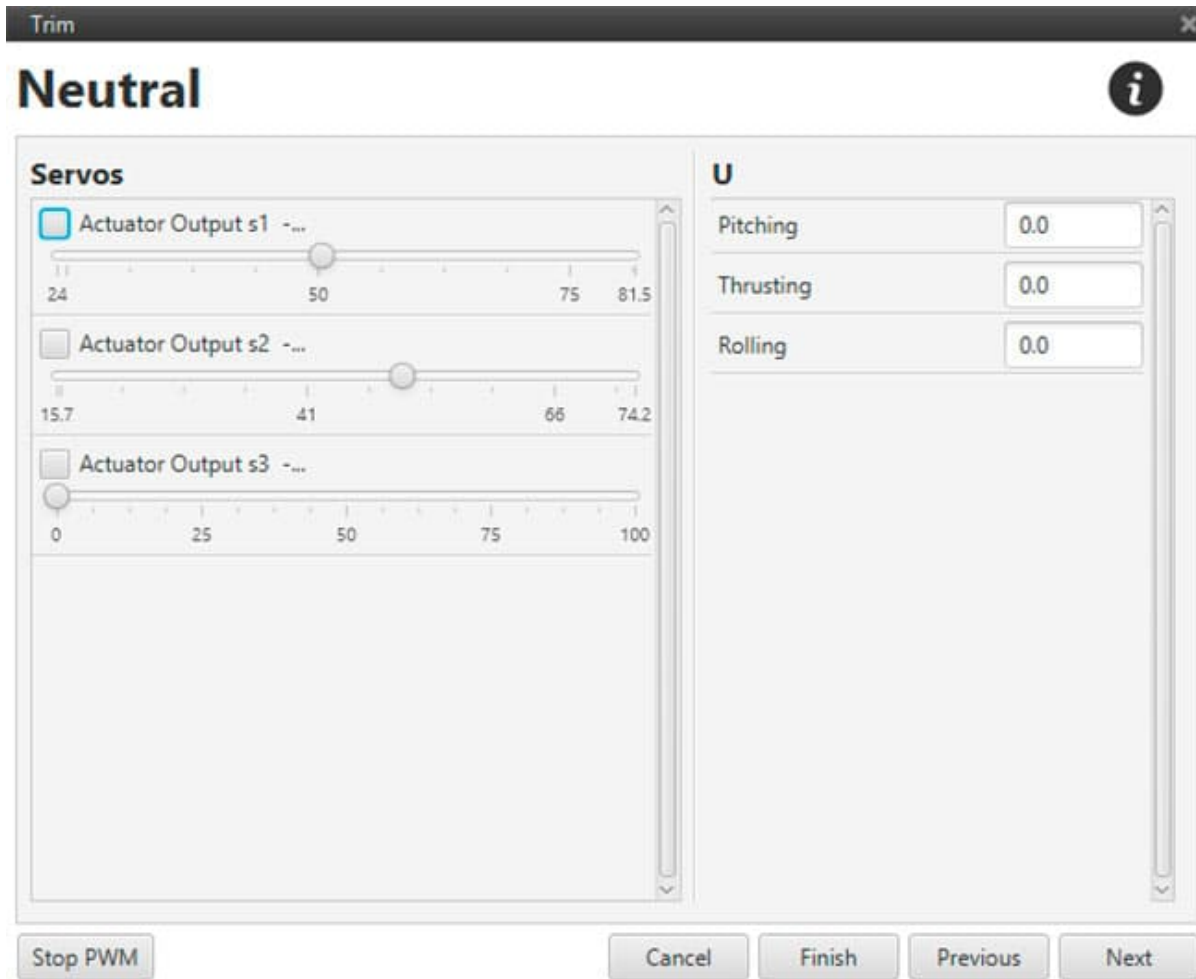 Trim
Neutral
Servos
Actuator Output s1 -...
24 50 75 81.5
Actuator Output s2 -...
15.7 41 66 74.2
Actuator Output s3 -...
0 25 50 75 100
U
Pitching 0.0
Thrusting 0.0
Rolling 0.0
Stop PWM Cancel Finish Previous Next